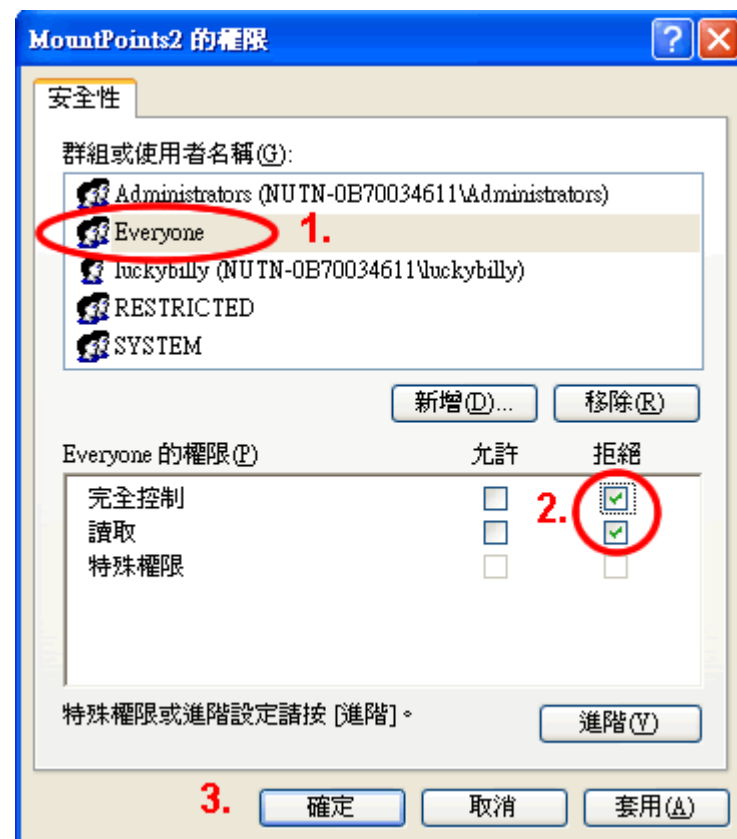 MountPoints2 的權限
安全性
群組或使用者名稱(G):
Administrators (NUTN-0B70034611\Administrators)
Everyone
1.
luckybilly (NUTN-0B70034611\luckybilly)
RESTRICTED
SYSTEM
新增(D)... 移除(R)
Everyone 的權限(P) 允許 拒絕
完全控制
2.
讀取
特殊權限
特殊權限或進階設定請按 [進階]。
進階(V)
3.
確定 取消 套用(A)